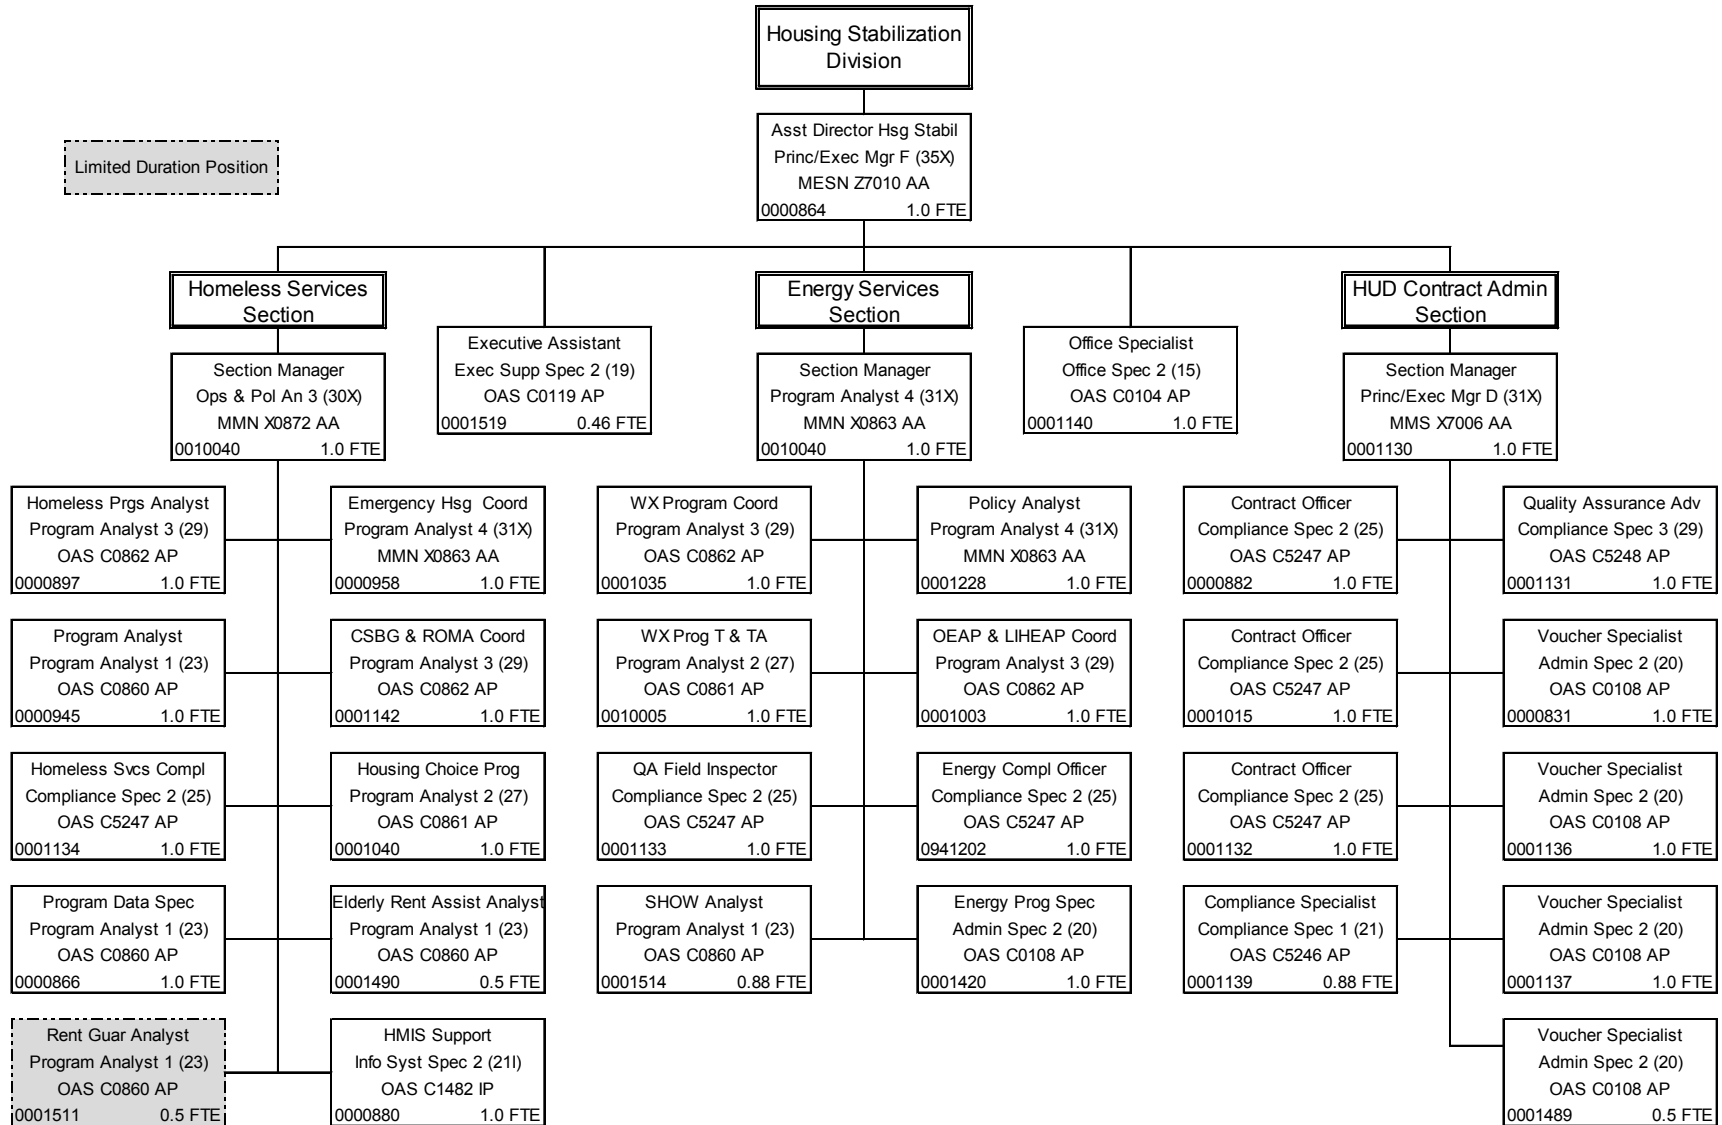 Housing Stabilization
Division
Limited Duration Position
Asst Director Hsg Stabil
Princ/Exec Mgr F (35X)
MESN Z7010 AA
0000864 1.0 FTE
Homeless Services
Section
Section Manager
Ops & Pol An 3 (30X)
MMN X0872 AA
0010040 1.0 FTE
Executive Assistant
Exec Supp Spec 2 (19)
OAS C0119 AP
0001519 0.46 FTE
Energy Services
Section
Section Manager
Program Analyst 4 (31X)
MMN X0863 AA
0010040 1.0 FTE
Office Specialist
Office Spec 2 (15)
OAS C0104 AP
0001140 1.0 FTE
HUD Contract Admin
Section
Section Manager
Princ/Exec Mgr D (31X)
MMS X7006 AA
0001130 1.0 FTE
Homeless Prgs Analyst
Program Analyst 3 (29)
OAS C0862 AP
0000897 1.0 FTE
Emergency Hsg Coord
Program Analyst 4 (31X)
MMN X0863 AA
0000958 1.0 FTE
WX Program Coord
Program Analyst 3 (29)
OAS C0862 AP
0001035 1.0 FTE
Policy Analyst
Program Analyst 4 (31X)
MMN X0863 AA
0001228 1.0 FTE
Contract Officer
Compliance Spec 2 (25)
OAS C5247 AP
0000882 1.0 FTE
Quality Assurance Adv
Compliance Spec 3 (29)
OAS C5248 AP
0001131 1.0 FTE
Program Analyst
Program Analyst 1 (23)
OAS C0860 AP
0000945 1.0 FTE
CSBG & ROMA Coord
Program Analyst 3 (29)
OAS C0862 AP
0001142 1.0 FTE
WX Prog T & TA
Program Analyst 2 (27)
OAS C0861 AP
0010005 1.0 FTE
OEAP & LIHEAP Coord
Program Analyst 3 (29)
OAS C0862 AP
0001003 1.0 FTE
Contract Officer
Compliance Spec 2 (25)
OAS C5247 AP
0001015 1.0 FTE
Voucher Specialist
Admin Spec 2 (20)
OAS C0108 AP
0000831 1.0 FTE
Homeless Svcs Compl
Compliance Spec 2 (25)
OAS C5247 AP
0001134 1.0 FTE
Housing Choice Prog
Program Analyst 2 (27)
OAS C0861 AP
0001040 1.0 FTE
QA Field Inspector
Compliance Spec 2 (25)
OAS C5247 AP
0001133 1.0 FTE
Energy Compl Officer
Compliance Spec 2 (25)
OAS C5247 AP
0941202 1.0 FTE
Contract Officer
Compliance Spec 2 (25)
OAS C5247 AP
0001132 1.0 FTE
Voucher Specialist
Admin Spec 2 (20)
OAS C0108 AP
0001136 1.0 FTE
Program Data Spec
Program Analyst 1 (23)
OAS C0860 AP
0000866 1.0 FTE
Elderly Rent Assist Analyst
Program Analyst 1 (23)
OAS C0860 AP
0001490 0.5 FTE
SHOW Analyst
Program Analyst 1 (23)
OAS C0860 AP
0001514 0.88 FTE
Energy Prog Spec
Admin Spec 2 (20)
OAS C0108 AP
0001420 1.0 FTE
Compliance Specialist
Compliance Spec 1 (21)
OAS C5246 AP
0001139 0.88 FTE
Voucher Specialist
Admin Spec 2 (20)
OAS C0108 AP
0001137 1.0 FTE
Rent Guar Analyst
Program Analyst 1 (23)
OAS C0860 AP
0001511 0.5 FTE
HMIS Support
Info Syst Spec 2 (21I)
OAS C1482 IP
0000880 1.0 FTE
Voucher Specialist
Admin Spec 2 (20)
OAS C0108 AP
0001489 0.5 FTE